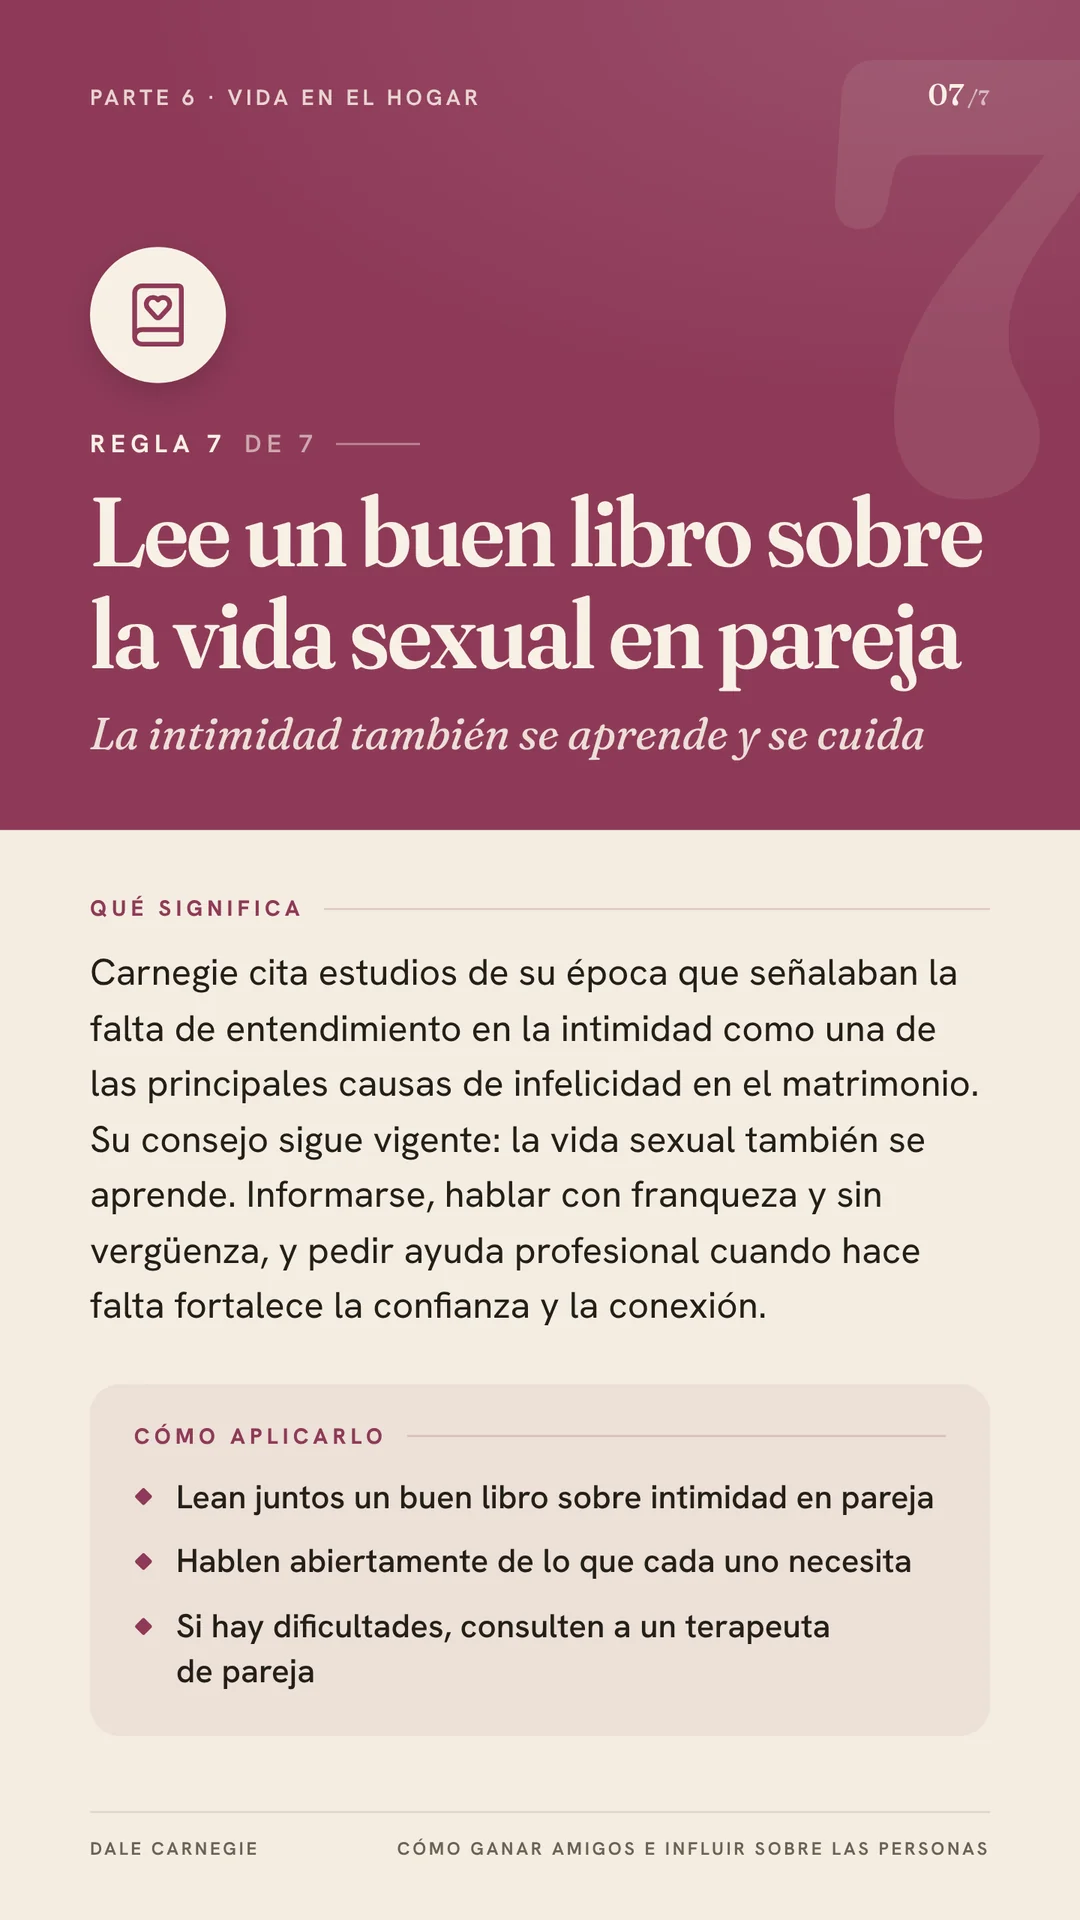 PARTE 6 · VIDA EN EL HOGAR
07/7
7
REGLA 7 DE 7
Lee un buen libro sobre
la vida sexual en pareja
La intimidad también se aprende y se cuida
QUÉ SIGNIFICA
Carnegie cita estudios de su época que señalaban la
falta de entendimiento en la intimidad como una de
las principales causas de infelicidad en el matrimonio.
Su consejo sigue vigente: la vida sexual también se
aprende. Informarse, hablar con franqueza y sin
vergüenza, y pedir ayuda profesional cuando hace
falta fortalece la confianza y la conexión.
CÓMO APLICARLO
Lean juntos un buen libro sobre intimidad en pareja
Hablen abiertamente de lo que cada uno necesita
Si hay dificultades, consulten a un terapeuta
de pareja
DALE CARNEGIE
CÓMO GANAR AMIGOS E INFLUIR SOBRE LAS PERSONAS